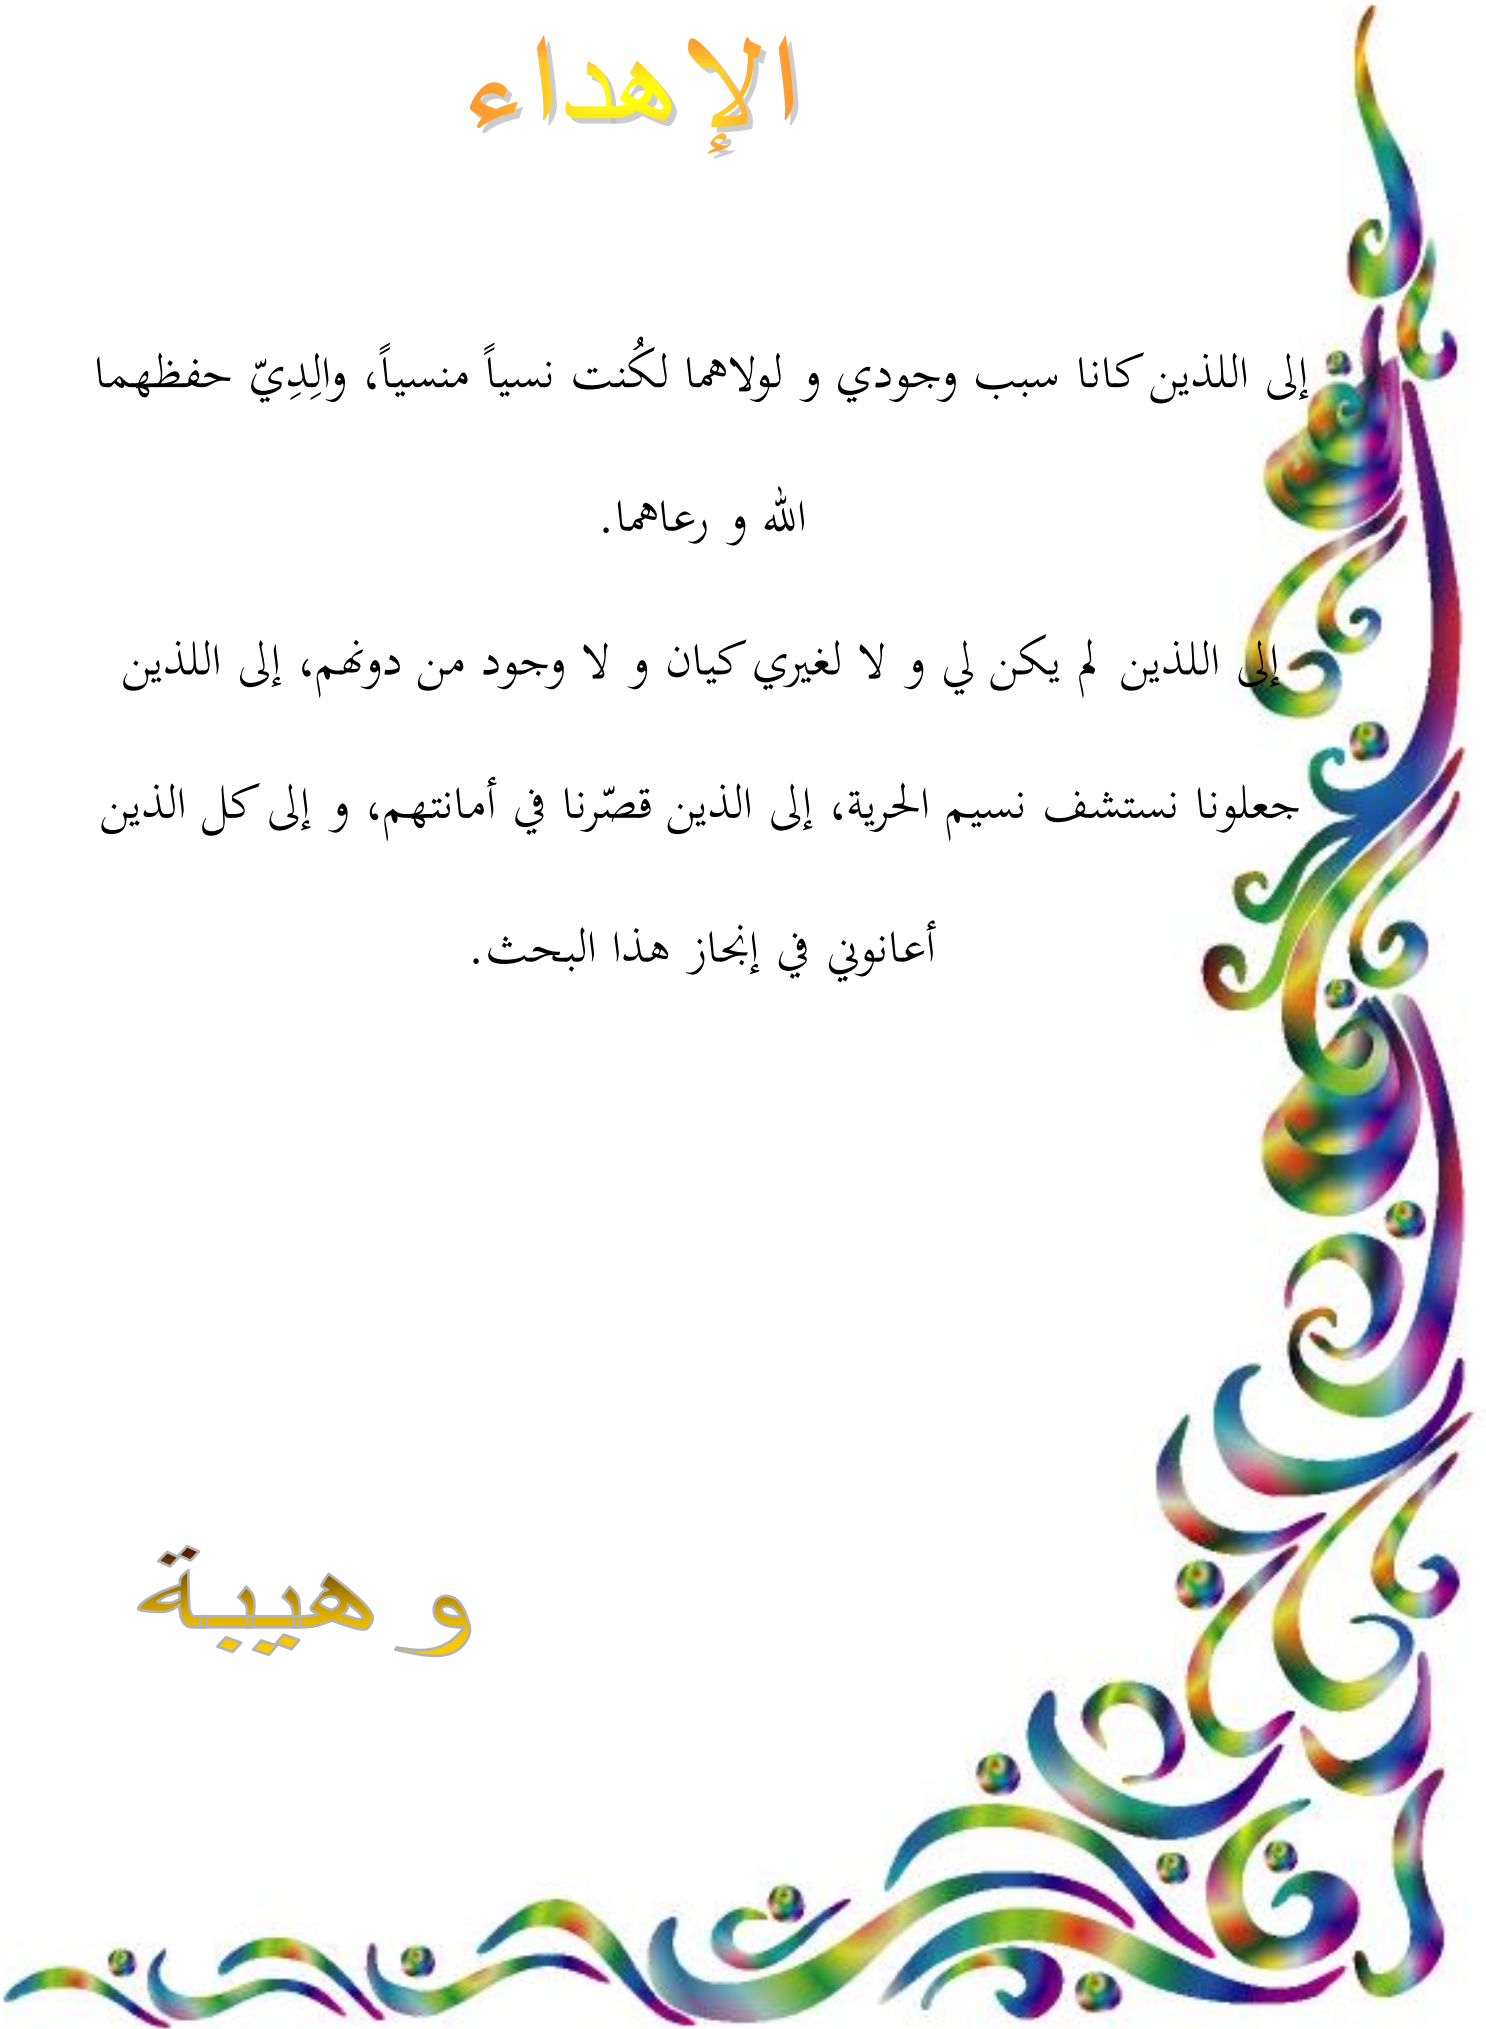 الإهداء
إلى اللذين كانا سبب وجودي و لولاهما لكُنت نسياً منسياً، والِدِيّ حفظهما
الله و رعاهما.
إلى اللذين لم يكن لي و لا لغيري كيان و لا وجود من دونهم، إلى اللذين
جعلونا نستشف نسيم الحرية، إلى الذين قصّرنا في أمانتهم، و إلى كل الذين
أعانوني في إنجاز هذا البحث.
وهيبة